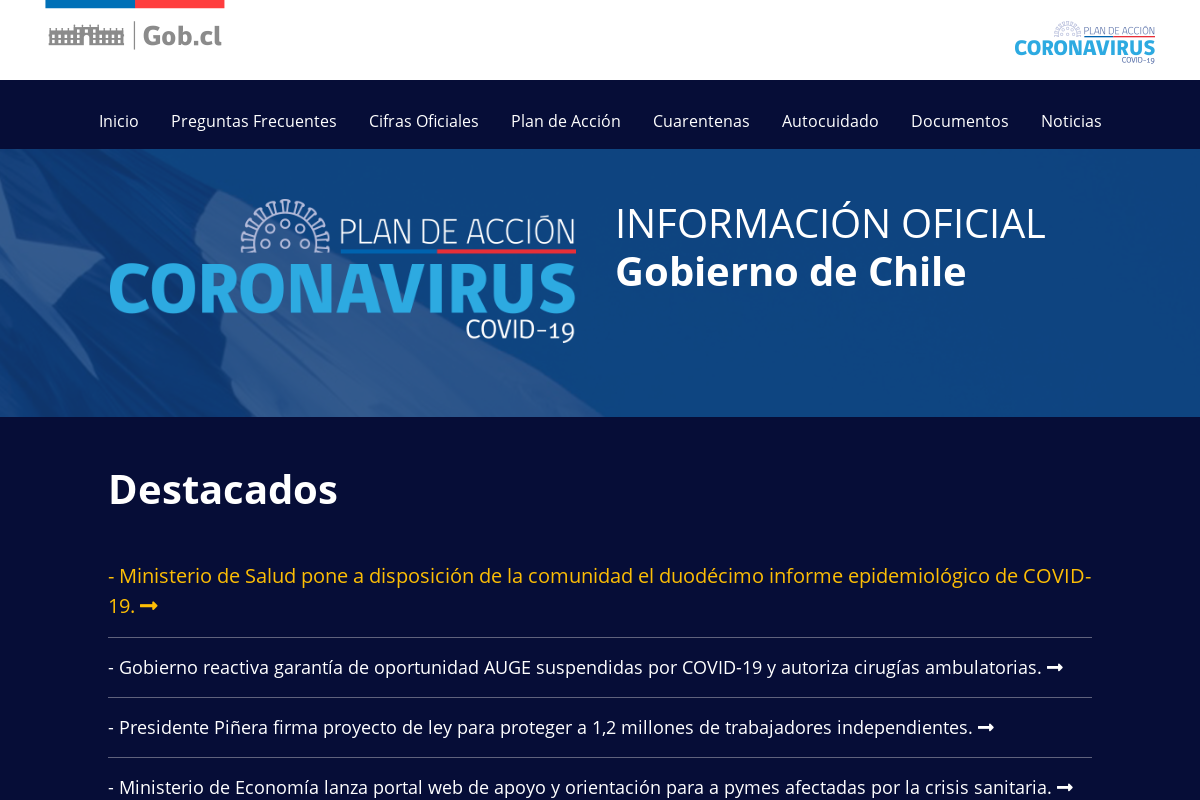 Gob.cl
PLAN DE ACCIÓN
CORONAVIRUS
COVID-19
Inicio Preguntas Frecuentes Cifras Oficiales Plan de Acción Cuarentenas Autocuidado Documentos Noticias
PLAN DE ACCIÓN
CORONAVIRUS
COVID-19
INFORMACIÓN OFICIAL
Gobierno de Chile
Destacados
- Ministerio de Salud pone a disposición de la comunidad el duodécimo informe epidemiológico de COVID-
19.
- Gobierno reactiva garantía de oportunidad AUGE suspendidas por COVID-19 y autoriza cirugías ambulatorias.
- Presidente Piñera firma proyecto de ley para proteger a 1,2 millones de trabajadores independientes.
- Ministerio de Economía lanza portal web de apoyo y orientación para a pymes afectadas por la crisis sanitaria.